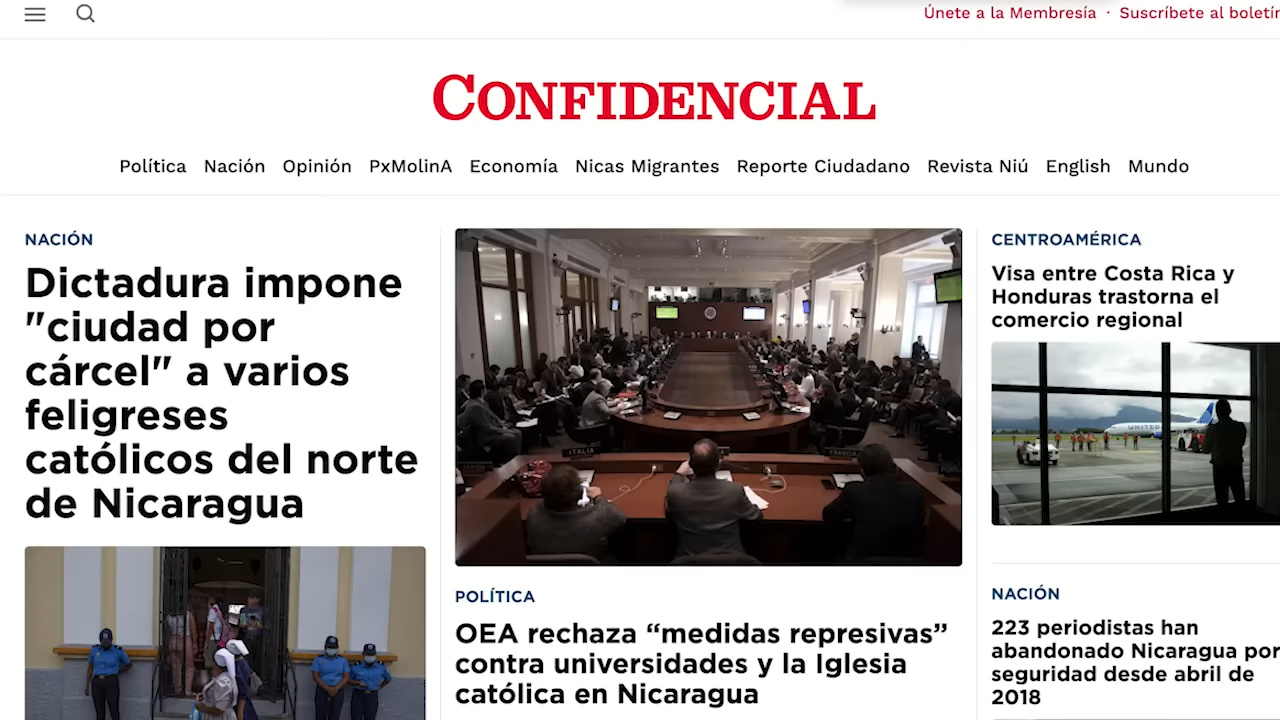 Únete a la Membresía · Suscríbete al boletín
CONFIDENCIAL
Política Nación Opinión PxMolinA Economía Nicas Migrantes Reporte Ciudadano Revista Niú English Mundo
NACIÓN
Dictadura impone
"ciudad por
cárcel" a varios
feligreses
católicos del norte
de Nicaragua
ITALIA
FRANCIA
POLÍTICA
OEA rechaza “medidas represivas”
contra universidades y la Iglesia
católica en Nicaragua
CENTROAMÉRICA
Visa entre Costa Rica y
Honduras trastorna el
comercio regional
UNITED
NACIÓN
223 periodistas han
abandonado Nicaragua por
seguridad desde abril de
2018